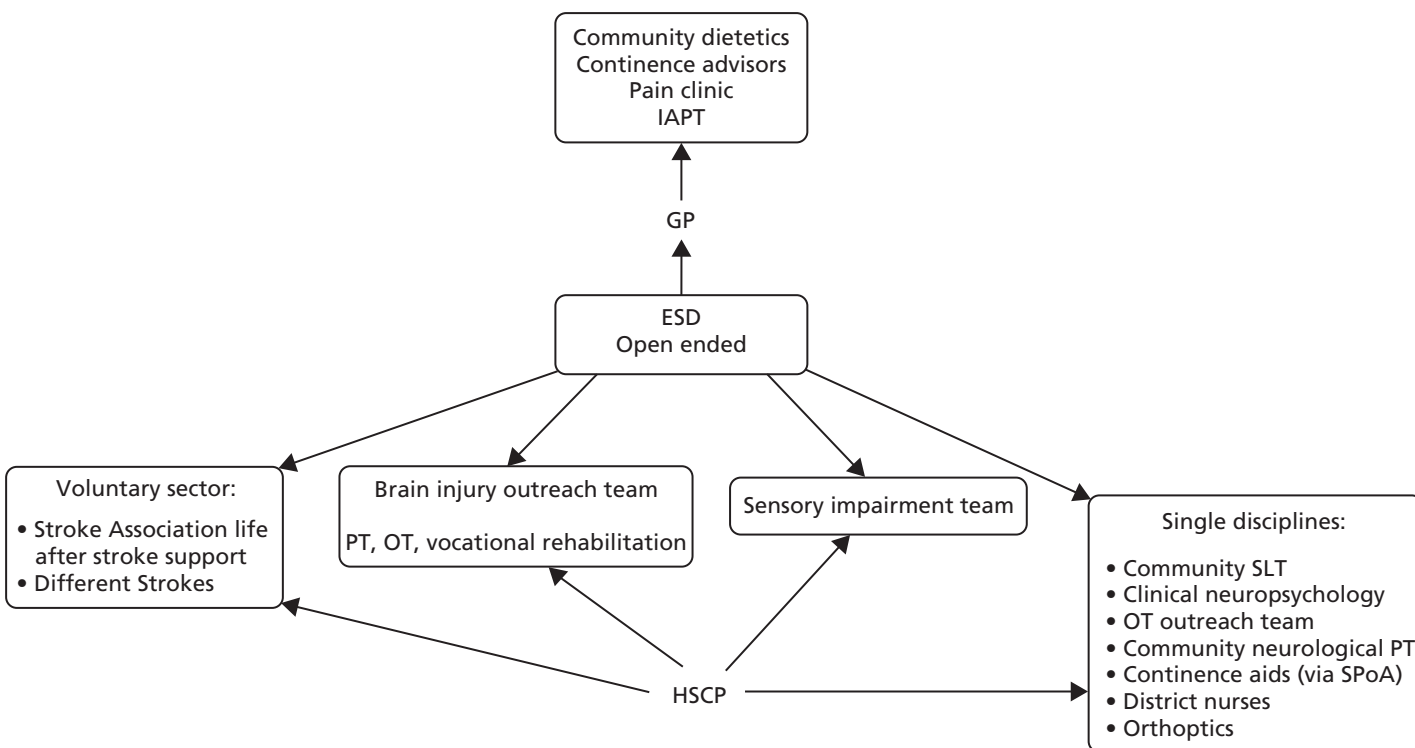 Community dietetics
Continence advisors
Pain clinic
IAPT
GP
ESD
Open ended
Voluntary sector:
• Stroke Association life
after stroke support
• Different Strokes
Brain injury outreach team
PT, OT, vocational rehabilitation
Sensory impairment team
Single disciplines:
• Community SLT
• Clinical neuropsychology
• OT outreach team
• Community neurological PT
• Continence aids (via SPoA)
• District nurses
• Orthoptics
HSCP